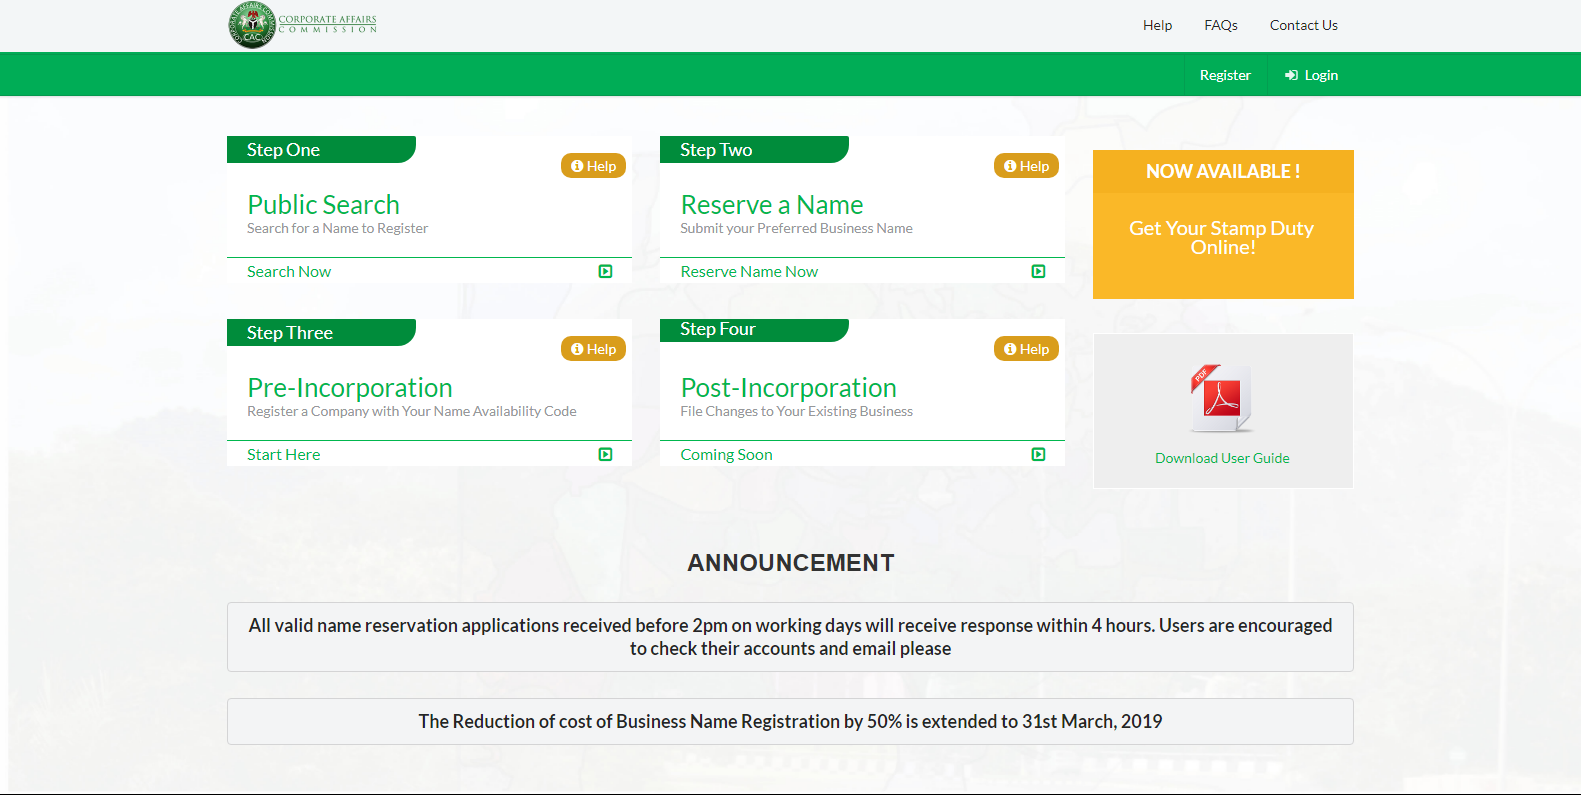 CORPORATE AFFAIRS COMMISSION
CAC
CORPORATE AFFAIRS
COMMISSION
Help
FAQs
Contact Us
Register
Login
Step One
Help
Public Search
Search for a Name to Register
Search Now
Step Two
Help
Reserve a Name
Submit your Preferred Business Name
Reserve Name Now
NOW AVAILABLE !
Get Your Stamp Duty
Online!
Step Three
Help
Pre-Incorporation
Register a Company with Your Name Availability Code
Start Here
Step Four
Help
Post-Incorporation
File Changes to Your Existing Business
Coming Soon
PDF
Download User Guide
ANNOUNCEMENT
All valid name reservation applications received before 2pm on working days will receive response within 4 hours. Users are encouraged
to check their accounts and email please
The Reduction of cost of Business Name Registration by 50% is extended to 31st March, 2019